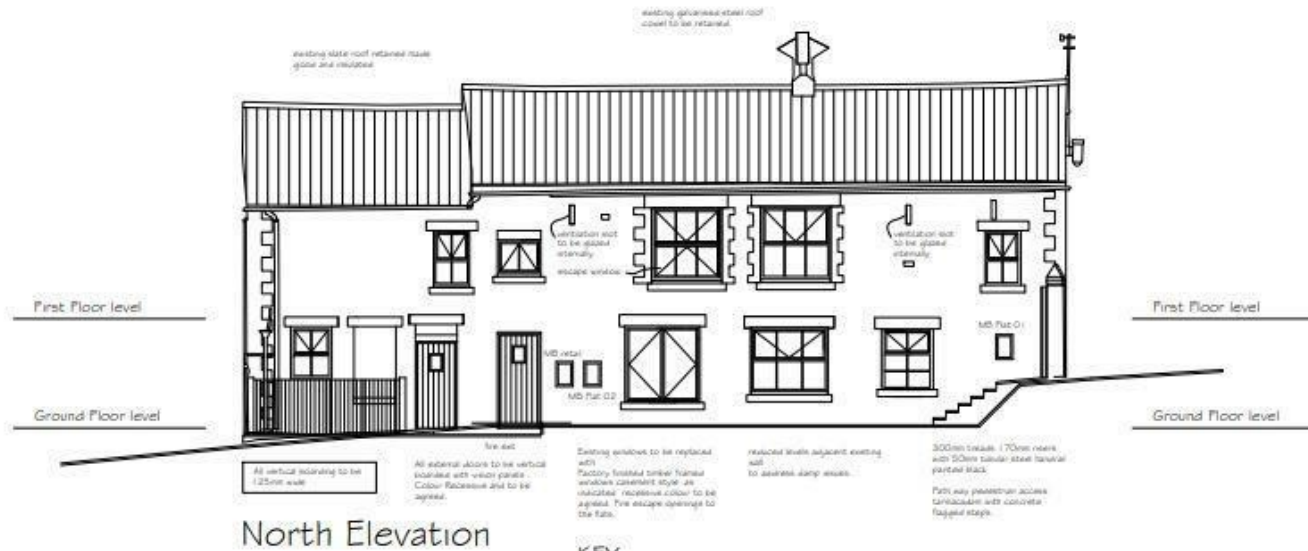 existing galvanised steel roof
cowel to be retained
existing slate roof retained made
good and insulated
ventilation slot
to be glazed
internally
escape window
ventilation slot
to be glazed
internally
First Floor level
First Floor level
MB Flat 01
MB retail
MB Flat 02
Ground Floor level
Ground Floor level
fire exit
All vertical boarding to be
125mm wide
All external doors to be vertical
boarded with vision panels.
Colour Recessive and to be
agreed.
Existing windows to be replaced
with
Factory finished timber framed
windows casement style as
indicated recessive colour to be
agreed. Fire escape openings to
the flats.
reduced levels adjacent existing
wall
to address damp issues.
300mm treads, 170mm risers
with 50mm tubular steel handrail
painted black
Path way pedestrian access
tarmacadam with concrete
flagged steps.
North Elevation
KEY